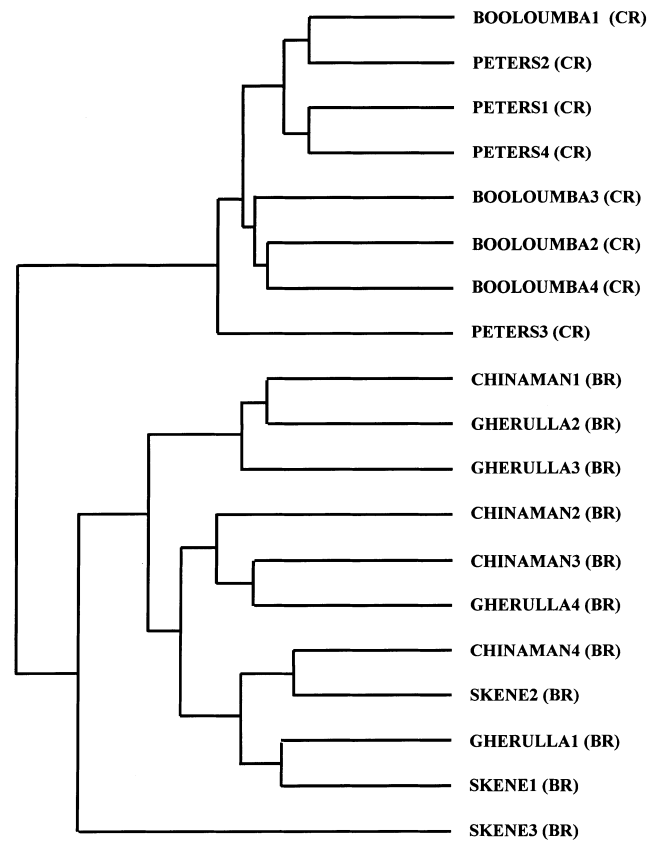 BOOLOUMBA1 (CR)
PETERS2 (CR)
PETERS1 (CR)
PETERS4 (CR)
BOOLOUMBA3 (CR)
BOOLOUMBA2 (CR)
BOOLOUMBA4 (CR)
PETERS3 (CR)
CHINAMAN1 (BR)
GHERULLA2 (BR)
GHERULLA3 (BR)
CHINAMAN2 (BR)
CHINAMAN3 (BR)
GHERULLA4 (BR)
CHINAMAN4 (BR)
SKENE2 (BR)
GHERULLA1 (BR)
SKENE1 (BR)
SKENE3 (BR)